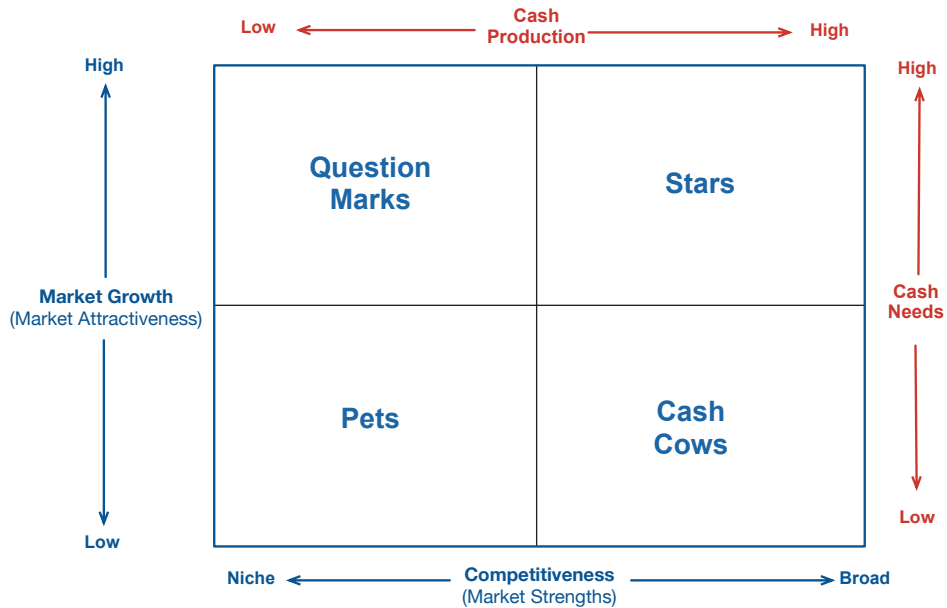 Cash
Low
Production
High
High
High
Question
Marks
Stars
Market Growth
(Market Attractiveness)
Cash
Needs
Pets
Cash
Cows
Low
Low
Niche
Competitiveness
(Market Strengths)
Broad